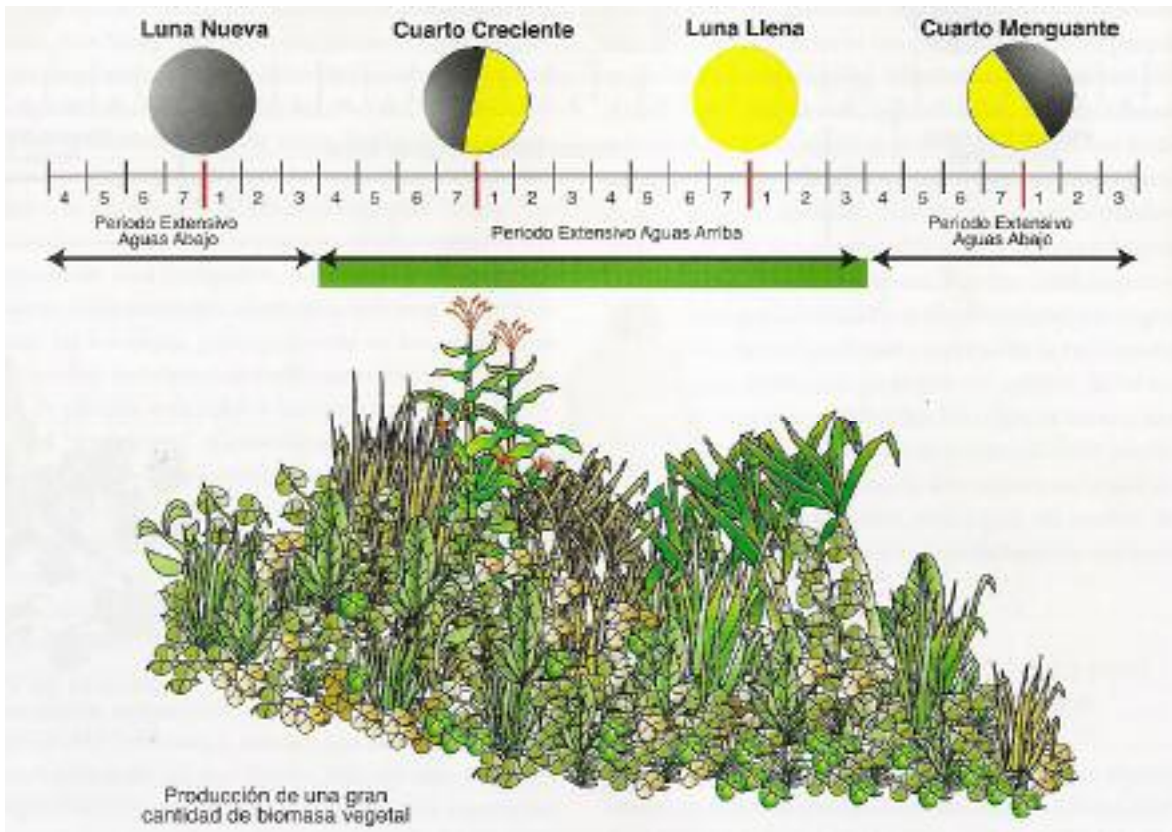 Luna Nueva
Cuarto Creciente
Luna Llena
Cuarto Menguante
4 5 6 7 1 2 3 4 5 6 7 1 2 3 4 5 6 7 1 2 3 4 5 6 7 1 2 3
Periodo Extensivo
Aguas Abajo
Periodo Extensivo Aguas Arriba
Periodo Extensivo
Aguas Abajo
Producción de una gran
cantidad de biomasa vegetal